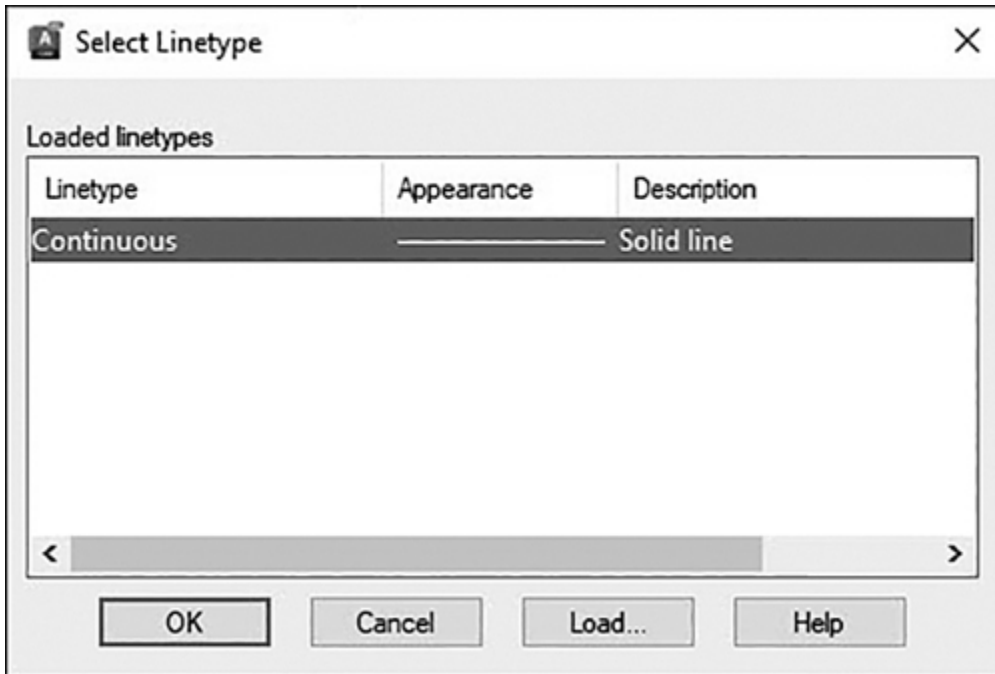 Select Linetype
Loaded linetypes
Linetype Appearance Description
Continuous Solid line
OK Cancel Load... Help